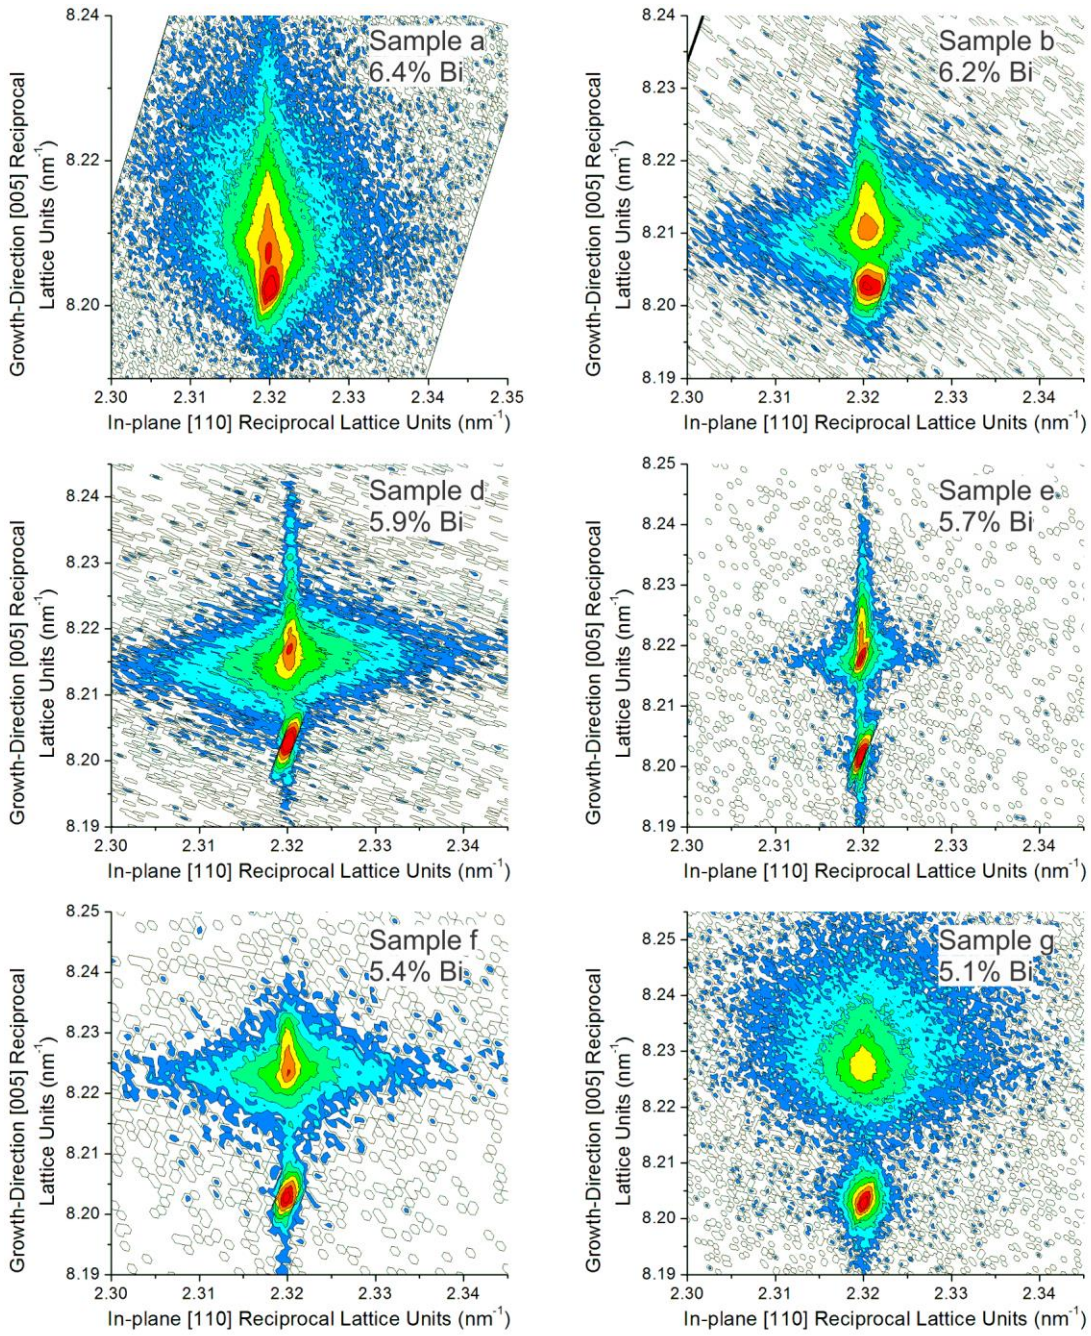 Sample a
6.4% Bi
Growth-Direction [005] Reciprocal
Lattice Units (nm-1)
8.24
8.22
8.20
2.30 2.31 2.32 2.33 2.34 2.35
In-plane [110] Reciprocal Lattice Units (nm-1)
Sample b
6.2% Bi
Growth-Direction [005] Reciprocal
Lattice Units (nm-1)
8.24
8.23
8.22
8.21
8.20
8.19
2.30 2.31 2.32 2.33 2.34
In-plane [110] Reciprocal Lattice Units (nm-1)
Sample d
5.9% Bi
Growth-Direction [005] Reciprocal
Lattice Units (nm-1)
8.24
8.23
8.22
8.21
8.20
8.19
2.30 2.31 2.32 2.33 2.34
In-plane [110] Reciprocal Lattice Units (nm-1)
Sample e
5.7% Bi
Growth-Direction [005] Reciprocal
Lattice Units (nm-1)
8.25
8.24
8.23
8.22
8.21
8.20
8.19
2.30 2.31 2.32 2.33 2.34
In-plane [110] Reciprocal Lattice Units (nm-1)
Sample f
5.4% Bi
Growth-Direction [005] Reciprocal
Lattice Units (nm-1)
8.25
8.24
8.23
8.22
8.21
8.20
8.19
2.30 2.31 2.32 2.33 2.34
In-plane [110] Reciprocal Lattice Units (nm-1)
Sample g
5.1% Bi
Growth-Direction [005] Reciprocal
Lattice Units (nm-1)
8.25
8.24
8.23
8.22
8.21
8.20
8.19
2.30 2.31 2.32 2.33 2.34
In-plane [110] Reciprocal Lattice Units (nm-1)